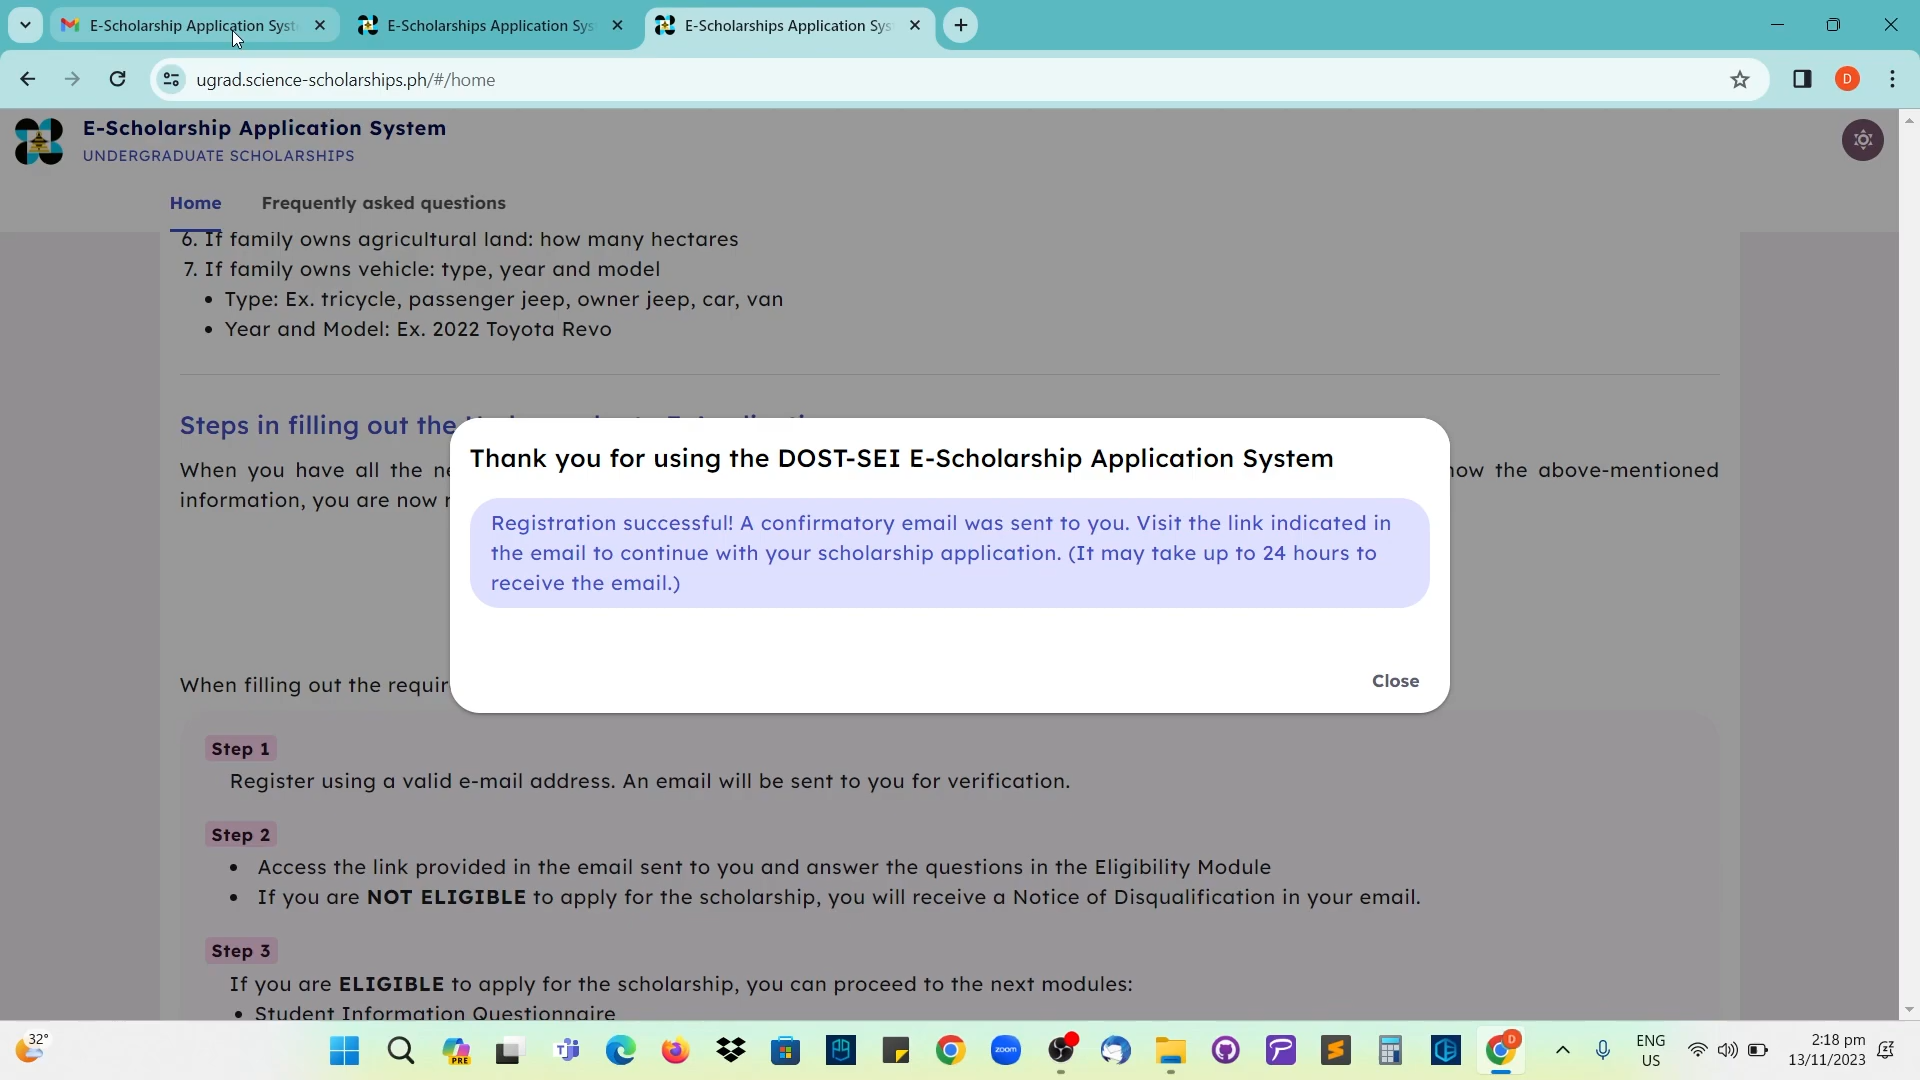 E-Scholarship Application Syst
E-Scholarships Application Sys
E-Scholarships Application Sys
ugrad.science-scholarships.ph/#/home
D
E-Scholarship Application System
UNDERGRADUATE SCHOLARSHIPS
Home
Frequently asked questions
6. If family owns agricultural land: how many hectares
7. If family owns vehicle: type, year and model
• Type: Ex. tricycle, passenger jeep, owner jeep, car, van
• Year and Model: Ex. 2022 Toyota Revo
Steps in filling out the
Thank you for using the DOST-SEI E-Scholarship Application System
When you have all the ne
now the above-mentioned
information, you are now r
Registration successful! A confirmatory email was sent to you. Visit the link indicated in
the email to continue with your scholarship application. (It may take up to 24 hours to
receive the email.)
Close
When filling out the requir
Step 1
Register using a valid e-mail address. An email will be sent to you for verification.
Step 2
• Access the link provided in the email sent to you and answer the questions in the Eligibility Module
• If you are NOT ELIGIBLE to apply for the scholarship, you will receive a Notice of Disqualification in your email.
Step 3
If you are ELIGIBLE to apply for the scholarship, you can proceed to the next modules:
• Student Information Questionnaire
32°
PRE
zoom
D
ENG
US
2:18 pm
13/11/2023